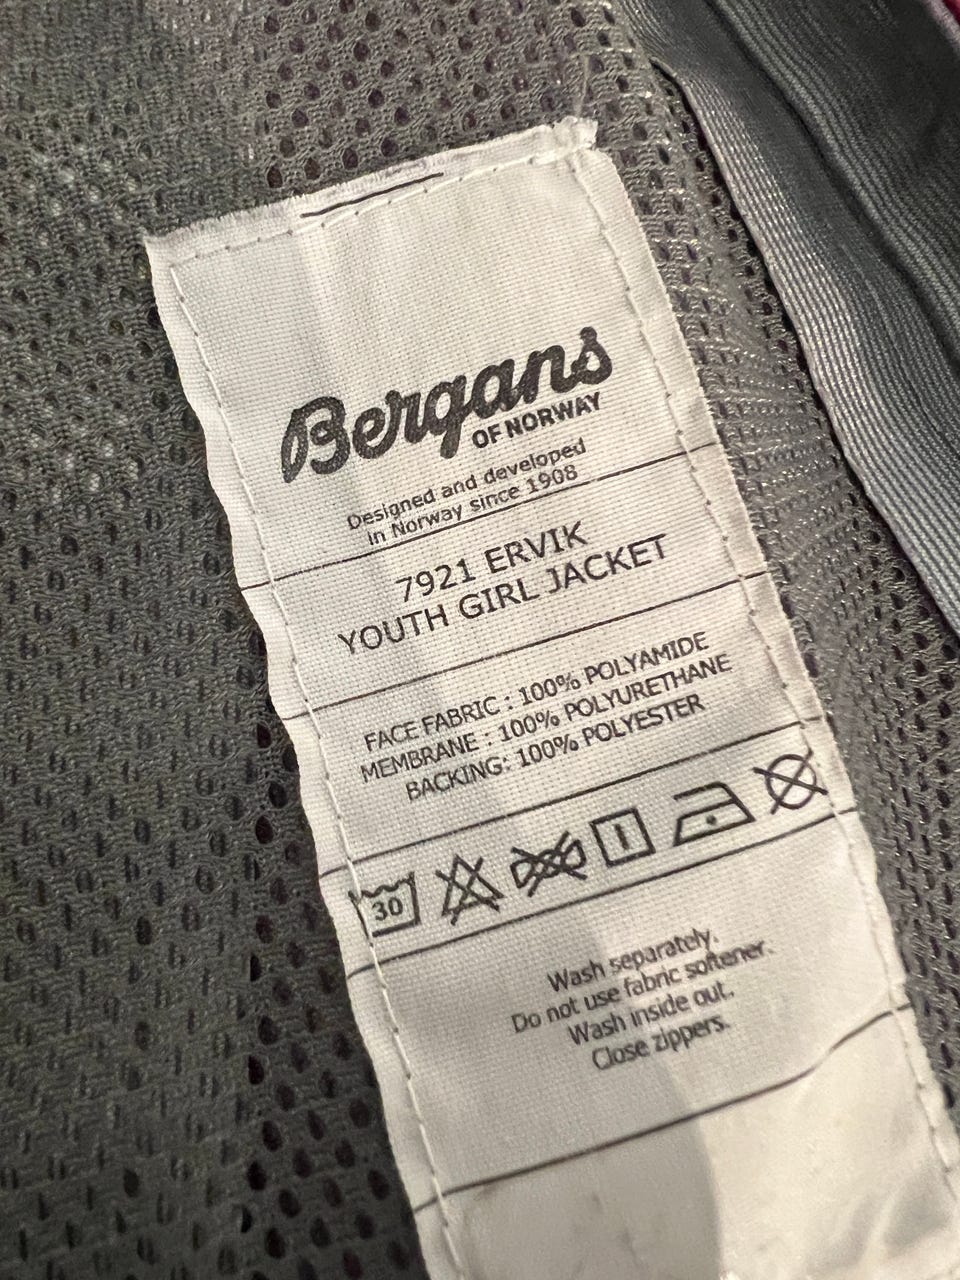 Bergans
OF NORWAY
Designed and developed
in Norway since 1908
7921 ERVIK
YOUTH GIRL JACKET
FACE FABRIC : 100% POLYAMIDE
MEMBRANE : 100% POLYURETHANE
BACKING: 100% POLYESTER
30
Wash separately.
Do not use fabric softener.
Wash inside out.
Close zippers.